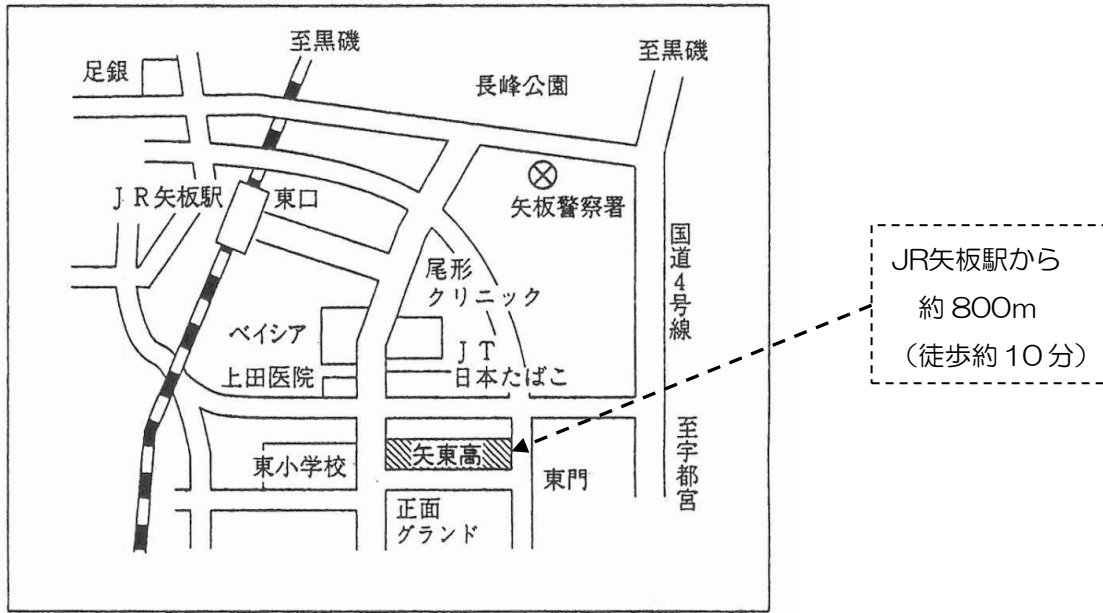 至黒磯
至黒磯
足銀
長峰公園
JR矢板駅
東口
矢板警察署
国道4号線
尾形
クリニック
ベイシア
JT
日本たばこ
上田医院
東小学校
矢東高
東門
至宇都宮
正面
グランド
JR矢板駅から
約800m
（徒歩約10分）